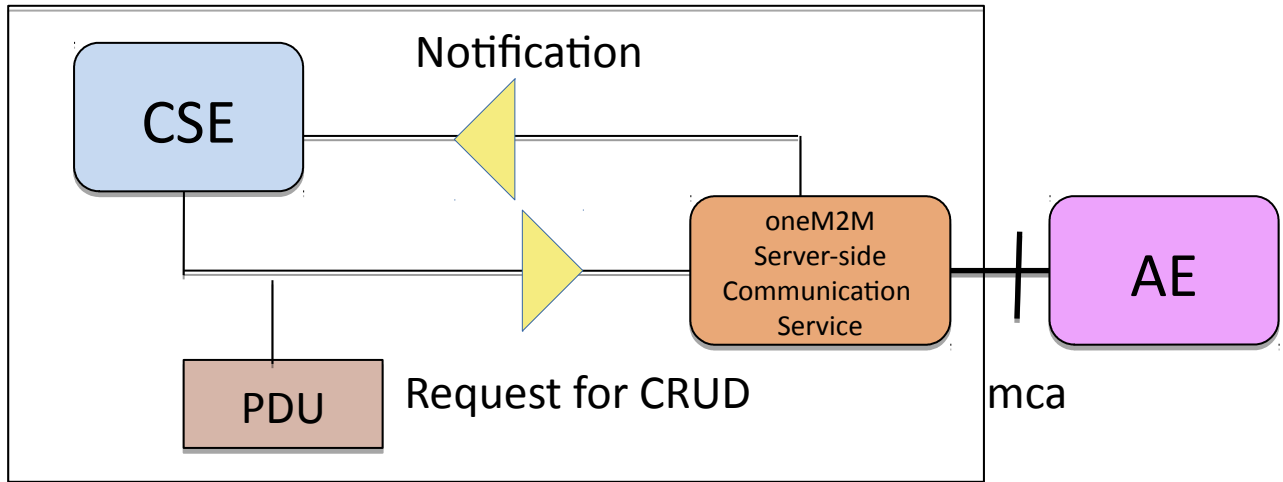 Notification
CSE
oneM2M
Server-side
Communication
Service
AE
PDU
Request for CRUD
mca